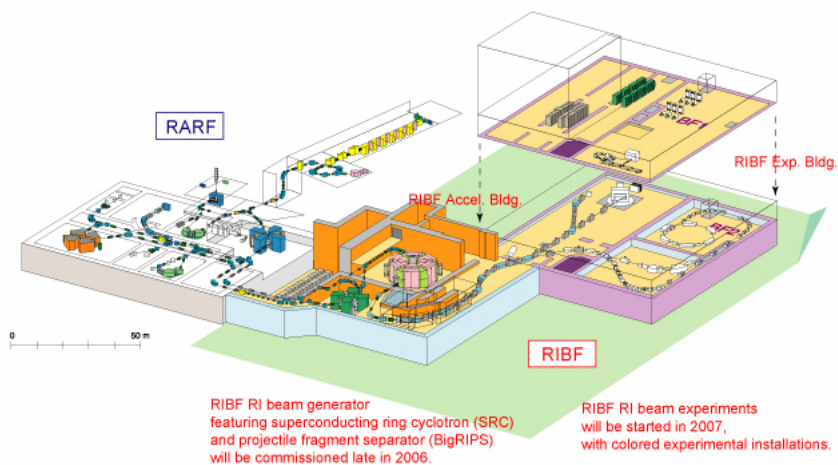 RARF
BF1
RIBF Exp. Bldg.
RIBF Accel. Bldg.
BF2
0 50 m
RIBF
RIBF RI beam generator
featuring superconducting ring cyclotron (SRC)
and projectile fragment separator (BigRIPS)
will be commissioned late in 2006.
RIBF RI beam experiments
will be started in 2007,
with colored experimental installations.